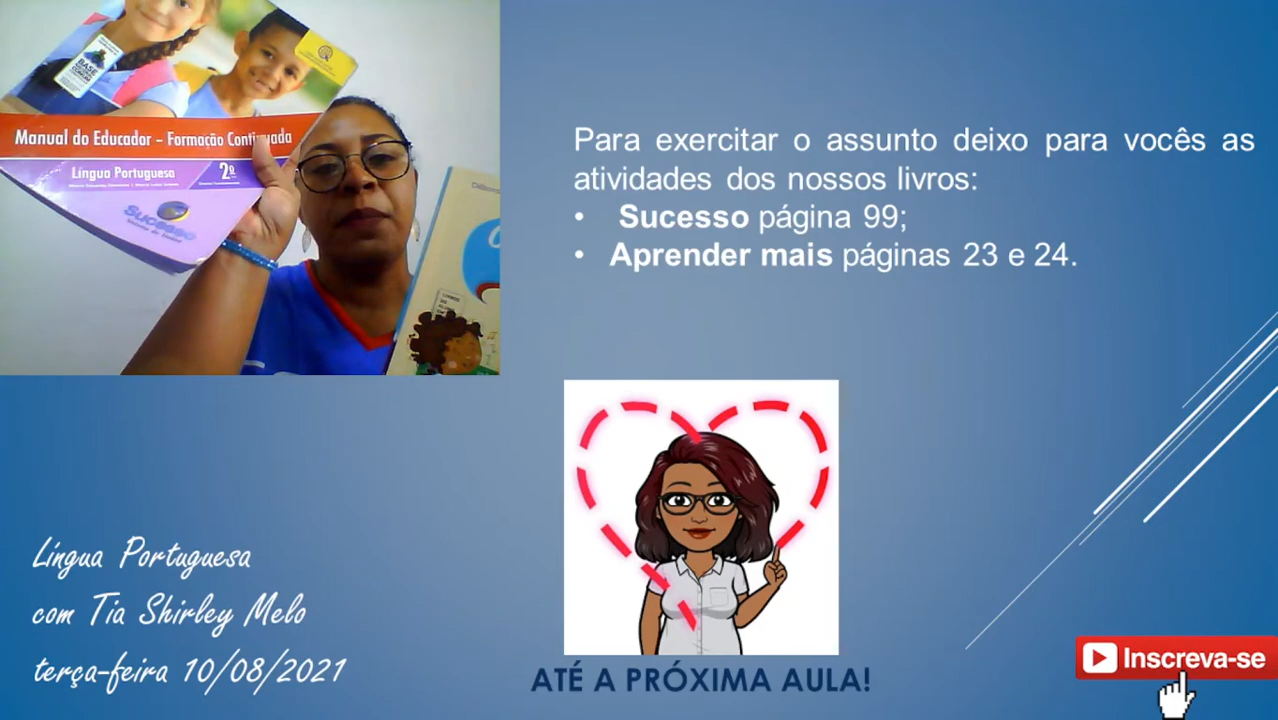 BASE
Manual do Educador - Formação Continuada
Língua Portuguesa
2º
Sucesso
Para exercitar o assunto deixo para vocês as
atividades dos nossos livros:
• Sucesso página 99;
• Aprender mais páginas 23 e 24.
Língua Portuguesa
com Tia Shirley Melo
terça-feira 10/08/2021
ATÉ A PRÓXIMA AULA!
Inscreva-se